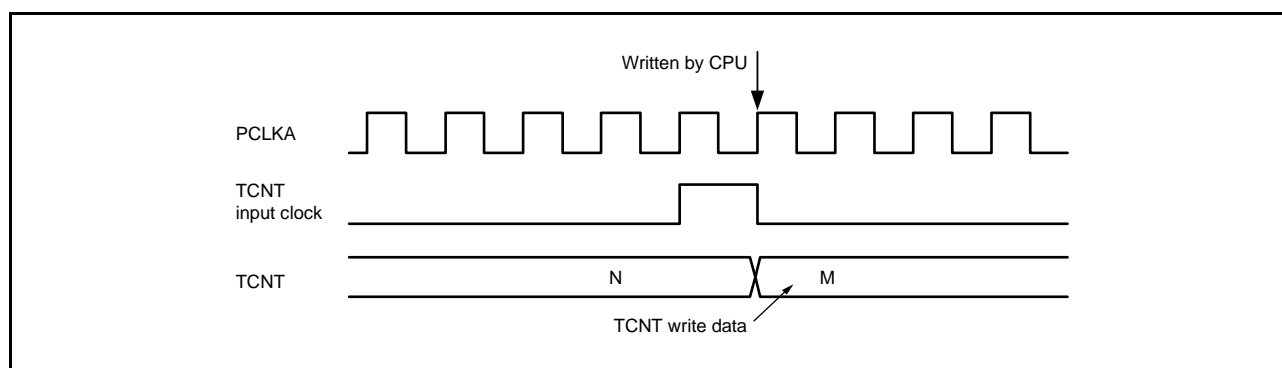 Written by CPU
PCLKA
TCNT
input clock
TCNT
N
M
TCNT write data